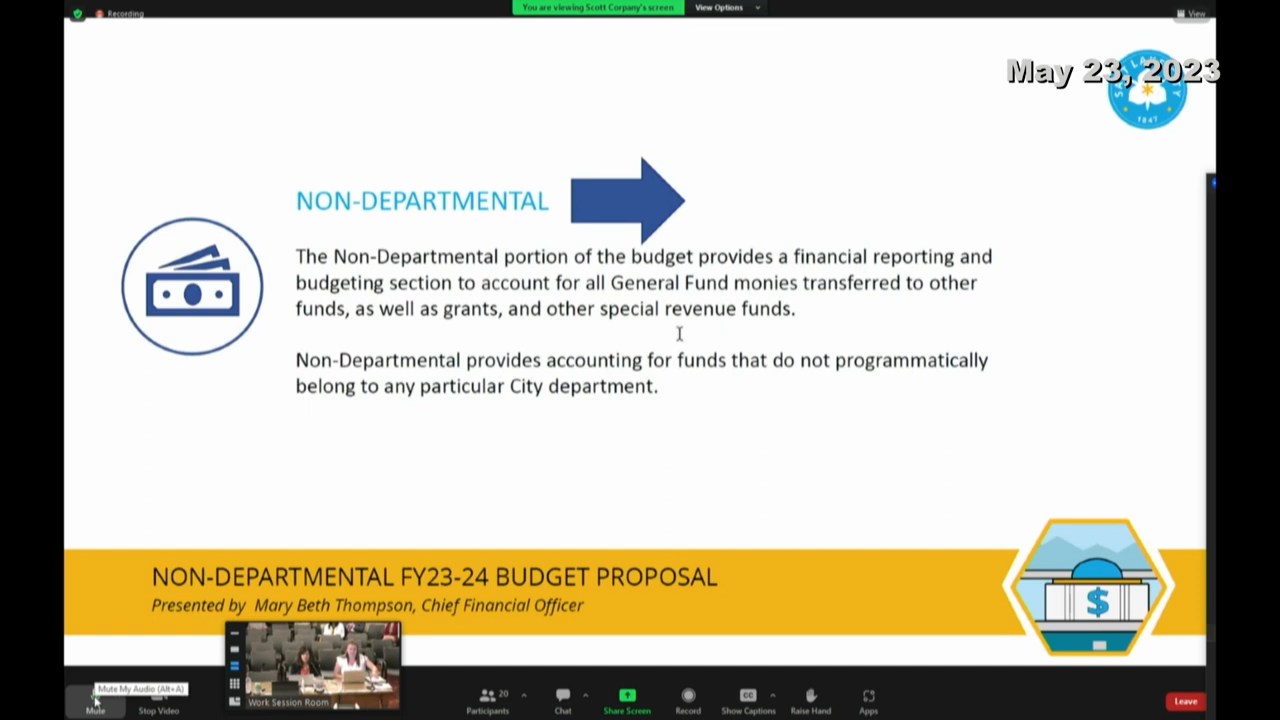 Recording
You are viewing Scott Corpany's screen
View Options
View
May 23, 2023
SALT LAKE CITY
1847
NON-DEPARTMENTAL
The Non-Departmental portion of the budget provides a financial reporting and
budgeting section to account for all General Fund monies transferred to other
funds, as well as grants, and other special revenue funds.
Non-Departmental provides accounting for funds that do not programmatically
belong to any particular City department.
NON-DEPARTMENTAL FY23-24 BUDGET PROPOSAL
Presented by Mary Beth Thompson, Chief Financial Officer
$
Mute My Audio (Alt+A)
Work Session Room
Mute
Stop Video
20
Participants
Chat
Share Screen
Record
CC
Show Captions
Raise Hand
Apps
Leave